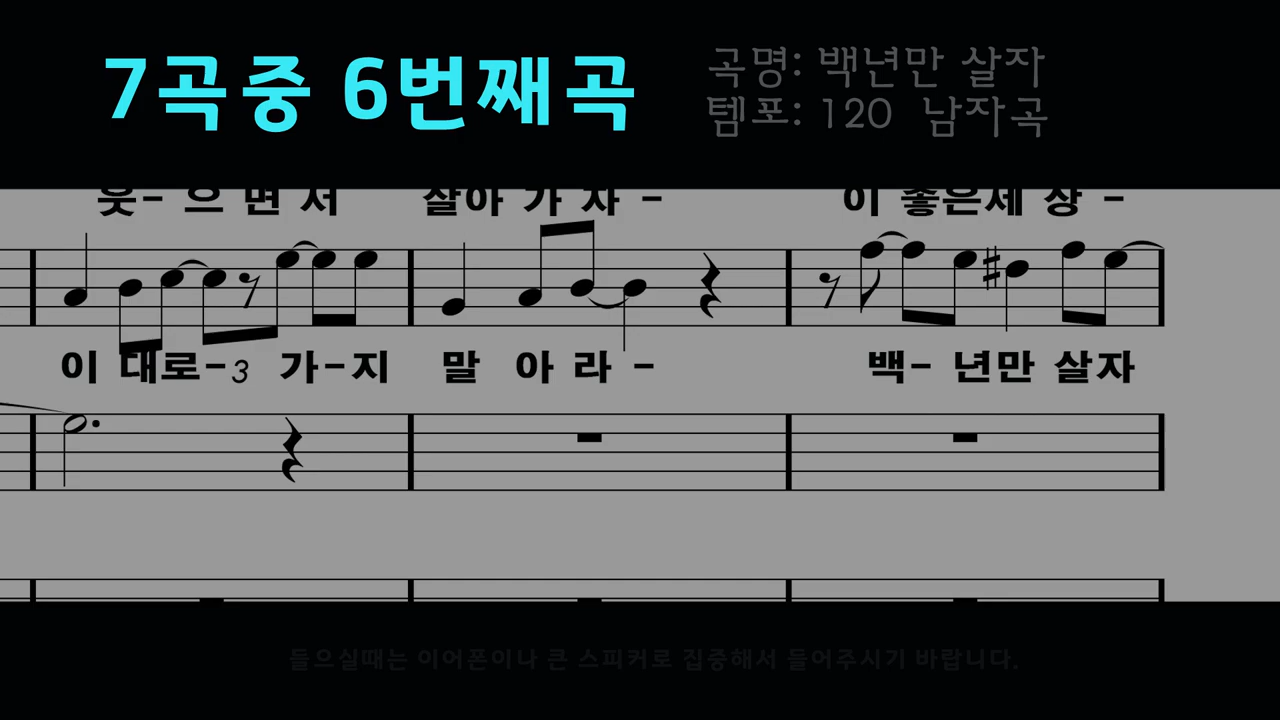 7곡중 6번째곡
곡명: 백년만 살자
템포: 120 남자곡
웃- 으 면 서 살아 가 자 - 이 좋은세 상 -
이 대로- 가-지 말 아 라 - 백- 년만 살자
3
들으실때는 이어폰이나 큰 스피커로 집중해서 들어주시기 바랍니다.